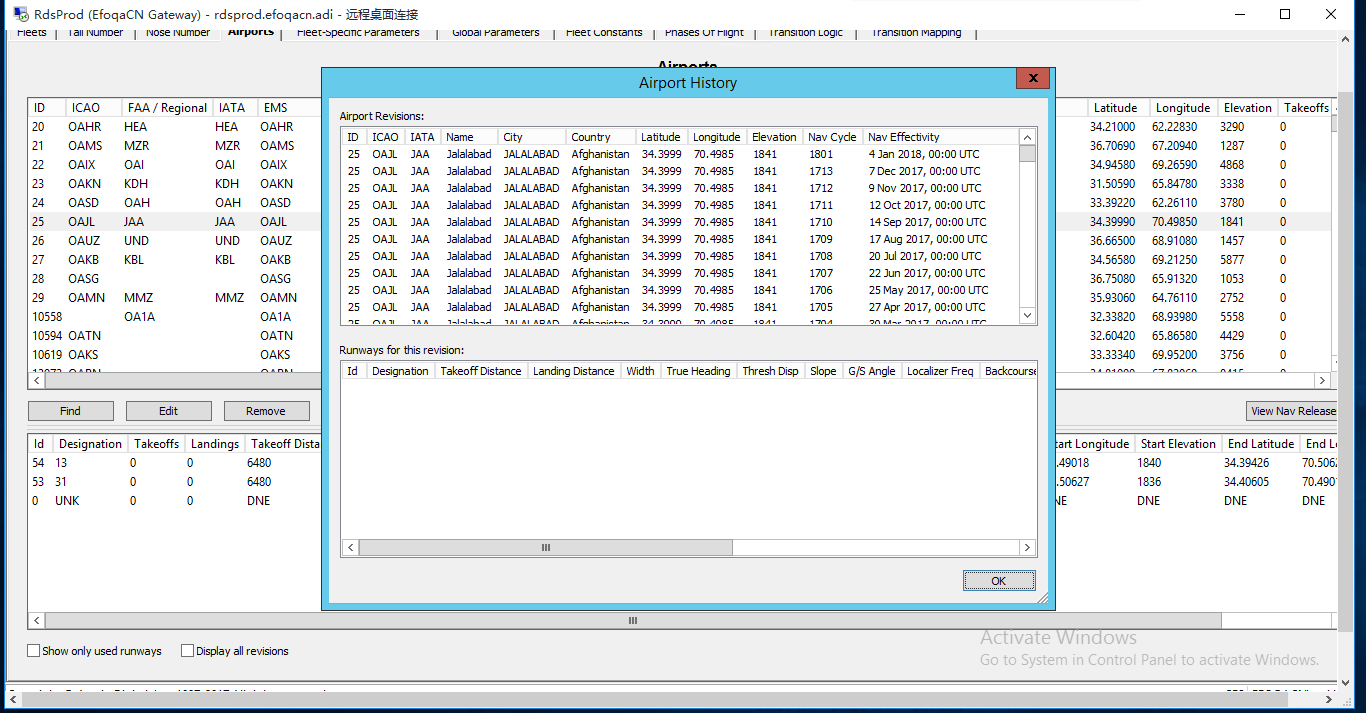 RdsProd (EfoqaCN Gateway) - rdsprod.efoqacn.adi - 远程桌面连接
Fleets Tail Number Nose Number Airports Fleet-Specific Parameters Global Parameters Fleet Constants Phases Of Flight Transition Logic Transition Mapping
Airports
Airport History
x
ID ICAO FAA / Regional IATA EMS Latitude Longitude Elevation Takeoffs
20 OAHR HEA HEA OAHR 34.21000 62.22830 3290 0
21 OAMS MZR MZR OAMS 36.70690 67.20940 1287 0
22 OAIX OAI OAI OAIX 34.94580 69.26590 4868 0
23 OAKN KDH KDH OAKN 31.50590 65.84780 3338 0
24 OASD OAH OAH OASD 33.39220 62.26110 3780 0
25 OAJL JAA JAA OAJL 34.39990 70.49850 1841 0
26 OAUZ UND UND OAUZ 36.66500 68.91080 1457 0
27 OAKB KBL KBL OAKB 34.56580 69.21250 5877 0
28 OASG OASG 36.75080 65.91320 1053 0
29 OAMN MMZ MMZ OAMN 35.93060 64.76110 2752 0
10558 OA1A OA1A 32.33820 68.93980 5558 0
10594 OATN OATN 32.60420 65.86580 4429 0
10619 OAKS OAKS 33.33340 69.95200 3756 0
Airport Revisions:
ID ICAO IATA Name City Country Latitude Longitude Elevation Nav Cycle Nav Effectivity
25 OAJL JAA Jalalabad JALALABAD Afghanistan 34.3999 70.4985 1841 1801 4 Jan 2018, 00:00 UTC
25 OAJL JAA Jalalabad JALALABAD Afghanistan 34.3999 70.4985 1841 1713 7 Dec 2017, 00:00 UTC
25 OAJL JAA Jalalabad JALALABAD Afghanistan 34.3999 70.4985 1841 1712 9 Nov 2017, 00:00 UTC
25 OAJL JAA Jalalabad JALALABAD Afghanistan 34.3999 70.4985 1841 1711 12 Oct 2017, 00:00 UTC
25 OAJL JAA Jalalabad JALALABAD Afghanistan 34.3999 70.4985 1841 1710 14 Sep 2017, 00:00 UTC
25 OAJL JAA Jalalabad JALALABAD Afghanistan 34.3999 70.4985 1841 1709 17 Aug 2017, 00:00 UTC
25 OAJL JAA Jalalabad JALALABAD Afghanistan 34.3999 70.4985 1841 1708 20 Jul 2017, 00:00 UTC
25 OAJL JAA Jalalabad JALALABAD Afghanistan 34.3999 70.4985 1841 1707 22 Jun 2017, 00:00 UTC
25 OAJL JAA Jalalabad JALALABAD Afghanistan 34.3999 70.4985 1841 1706 25 May 2017, 00:00 UTC
25 OAJL JAA Jalalabad JALALABAD Afghanistan 34.3999 70.4985 1841 1705 27 Apr 2017, 00:00 UTC
25 OAJL JAA Jalalabad JALALABAD Afghanistan 34.3999 70.4985 1841 1704 30 Mar 2017, 00:00 UTC
Runways for this revision:
Id Designation Takeoff Distance Landing Distance Width True Heading Thresh Disp Slope G/S Angle Localizer Freq Backcourse
OK
Find Edit Remove View Nav Release
Id Designation Takeoffs Landings Takeoff Dista tart Longitude Start Elevation End Latitude End Lo
54 13 0 0 6480 .49018 1840 34.39426 70.5062
53 31 0 0 6480 .50627 1836 34.40605 70.4901
0 UNK 0 0 DNE NE DNE DNE DNE
Show only used runways Display all revisions
Activate Windows
Go to System in Control Panel to activate Windows.